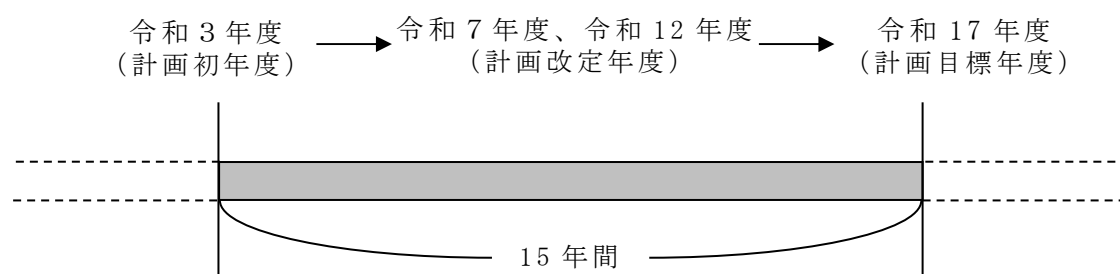 令和3年度
(計画初年度)
令和7年度、令和12年度
(計画改定年度)
令和17年度
(計画目標年度)
15年間